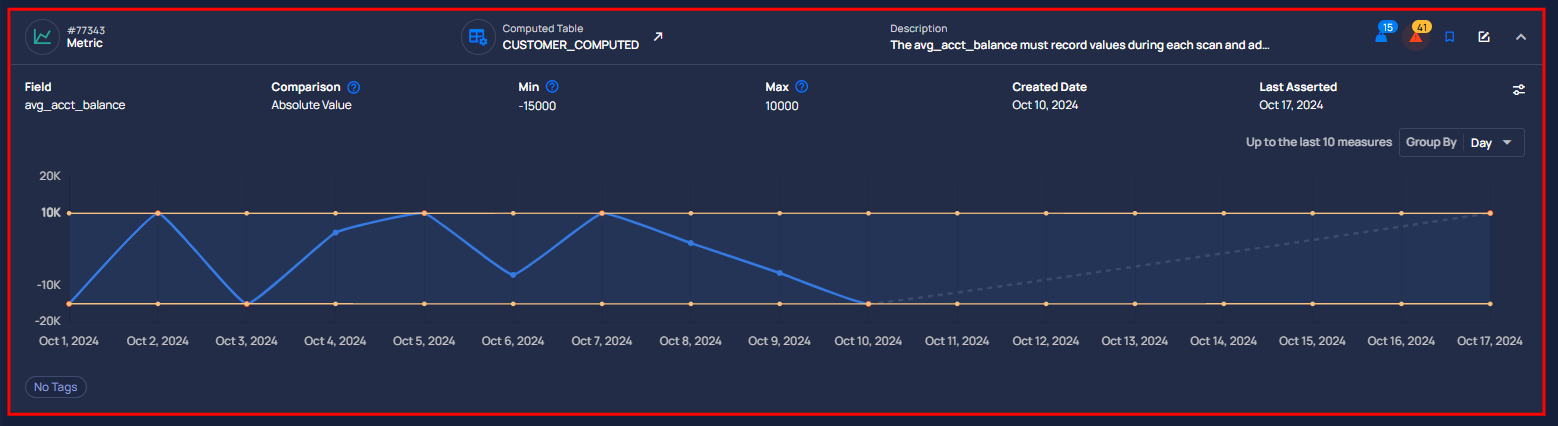 #77343
Metric
Computed Table
CUSTOMER_COMPUTED
Description
The avg_acct_balance must record values during each scan and ad...
15
41
Field
avg_acct_balance
Comparison ?
Absolute Value
Min ?
-15000
Max ?
10000
Created Date
Oct 10, 2024
Last Asserted
Oct 17, 2024
Up to the last 10 measures
Group By Day
20K
10K
-10K
-20K
Oct 1, 2024 Oct 2, 2024 Oct 3, 2024 Oct 4, 2024 Oct 5, 2024 Oct 6, 2024 Oct 7, 2024 Oct 8, 2024 Oct 9, 2024 Oct 10, 2024 Oct 11, 2024 Oct 12, 2024 Oct 13, 2024 Oct 14, 2024 Oct 15, 2024 Oct 16, 2024 Oct 17, 2024
No Tags